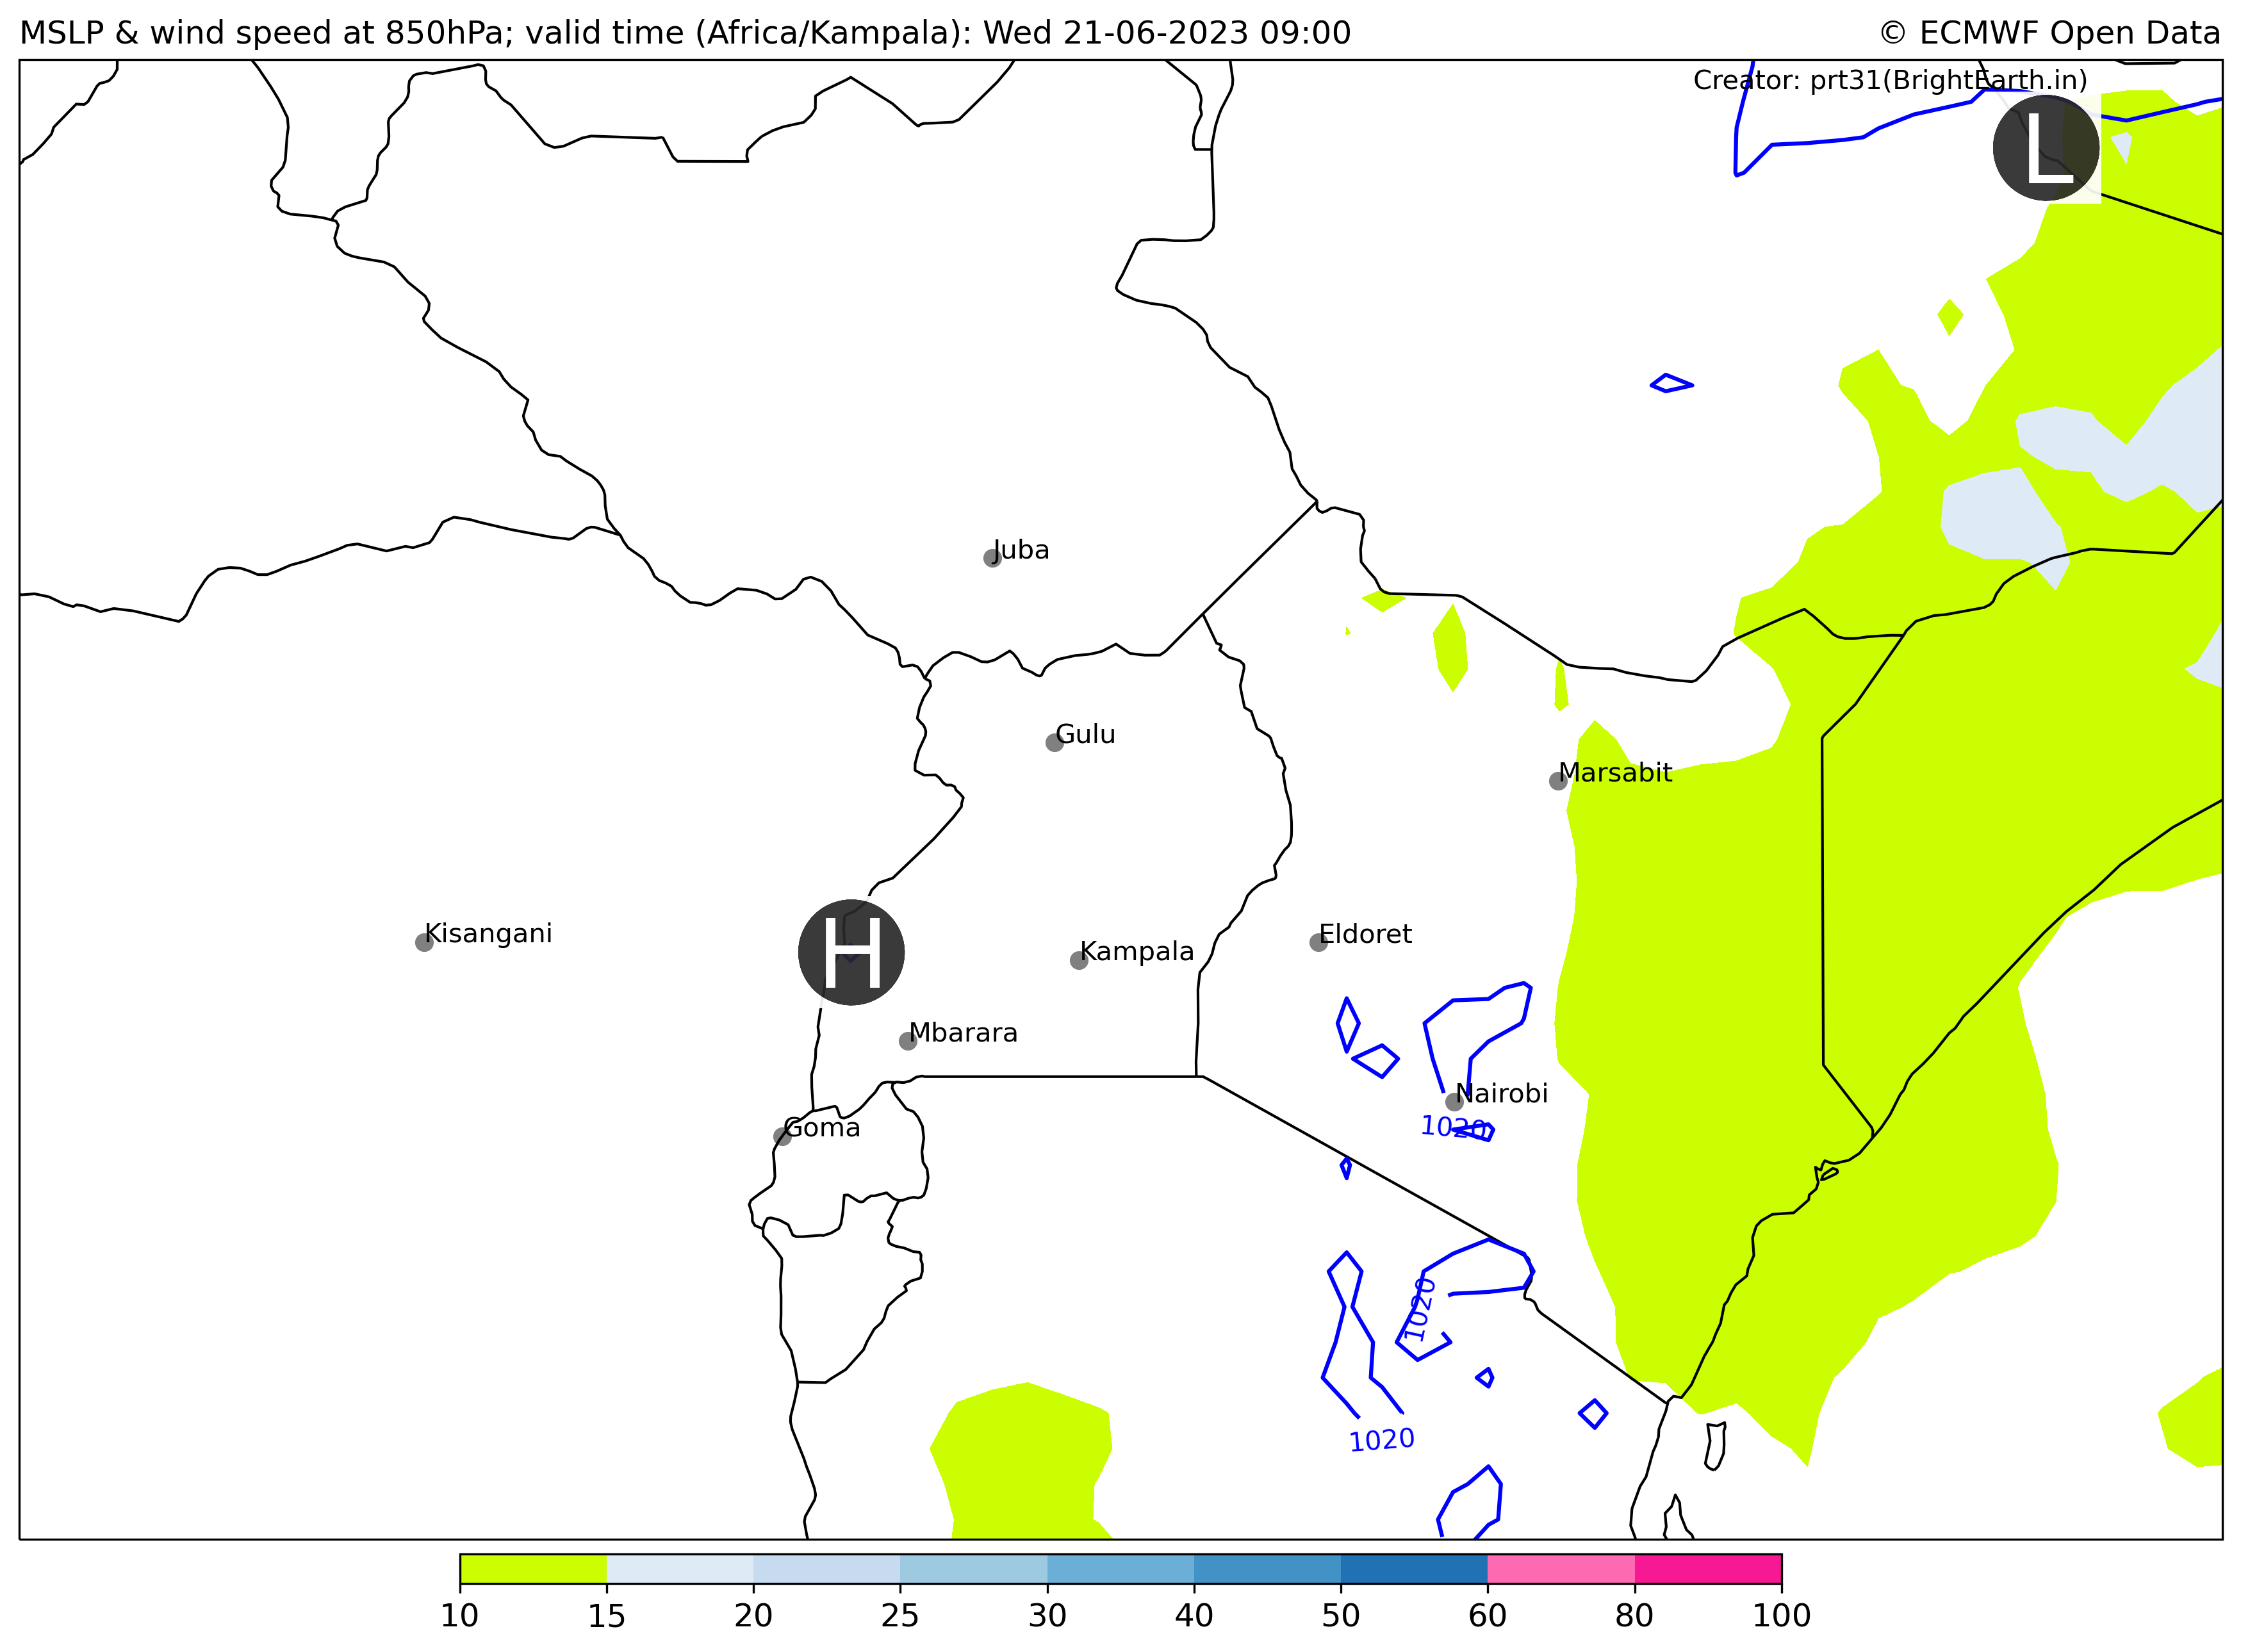 MSLP & wind speed at 850hPa; valid time (Africa/Kampala): Wed 21-06-2023 09:00
© ECMWF Open Data
Creator: prt31(BrightEarth.in)
L
Juba
Gulu
Marsabit
Kisangani
H
Kampala
Eldoret
Mbarara
Nairobi
Goma
1020
1020
1020
10 15 20 25 30 40 50 60 80 100